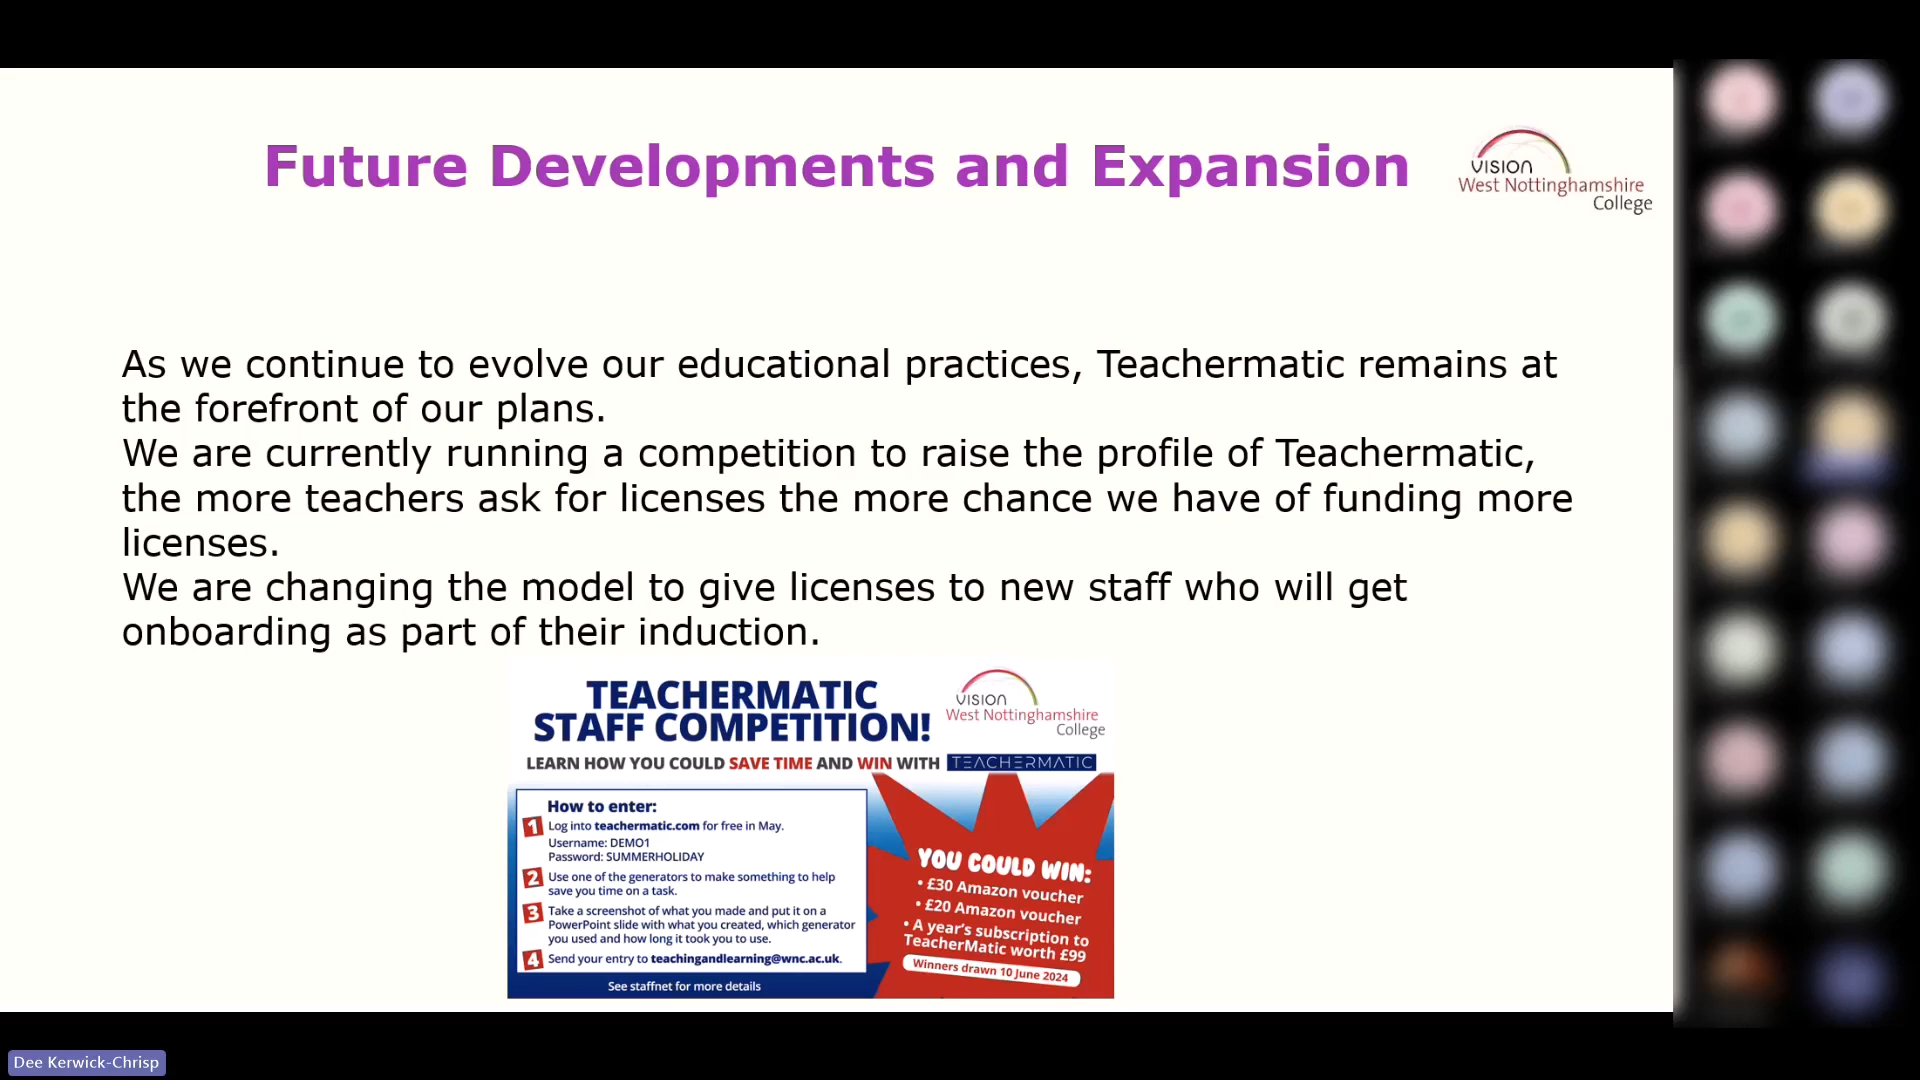 Future Developments and Expansion
VISION
West Nottinghamshire
College
As we continue to evolve our educational practices, Teachermatic remains at
the forefront of our plans.
We are currently running a competition to raise the profile of Teachermatic,
the more teachers ask for licenses the more chance we have of funding more
licenses.
We are changing the model to give licenses to new staff who will get
onboarding as part of their induction.
TEACHERMATIC
STAFF COMPETITION!
VISION
West Nottinghamshire
College
LEARN HOW YOU COULD SAVE TIME AND WIN WITH TEACHERMATIC
How to enter:
1 Log into teachermatic.com for free in May.
Username: DEMO1
Password: SUMMERHOLIDAY
2 Use one of the generators to make something to help
save you time on a task.
3 Take a screenshot of what you made and put it on a
PowerPoint slide with what you created, which generator
you used and how long it took you to use.
4 Send your entry to teachingandlearning@wnc.ac.uk.
See staffnet for more details
YOU COULD WIN:
• £30 Amazon voucher
• £20 Amazon voucher
• A year's subscription to
TeacherMatic worth £99
Winners drawn 10 June 2024
Dee Kerwick-Chrisp